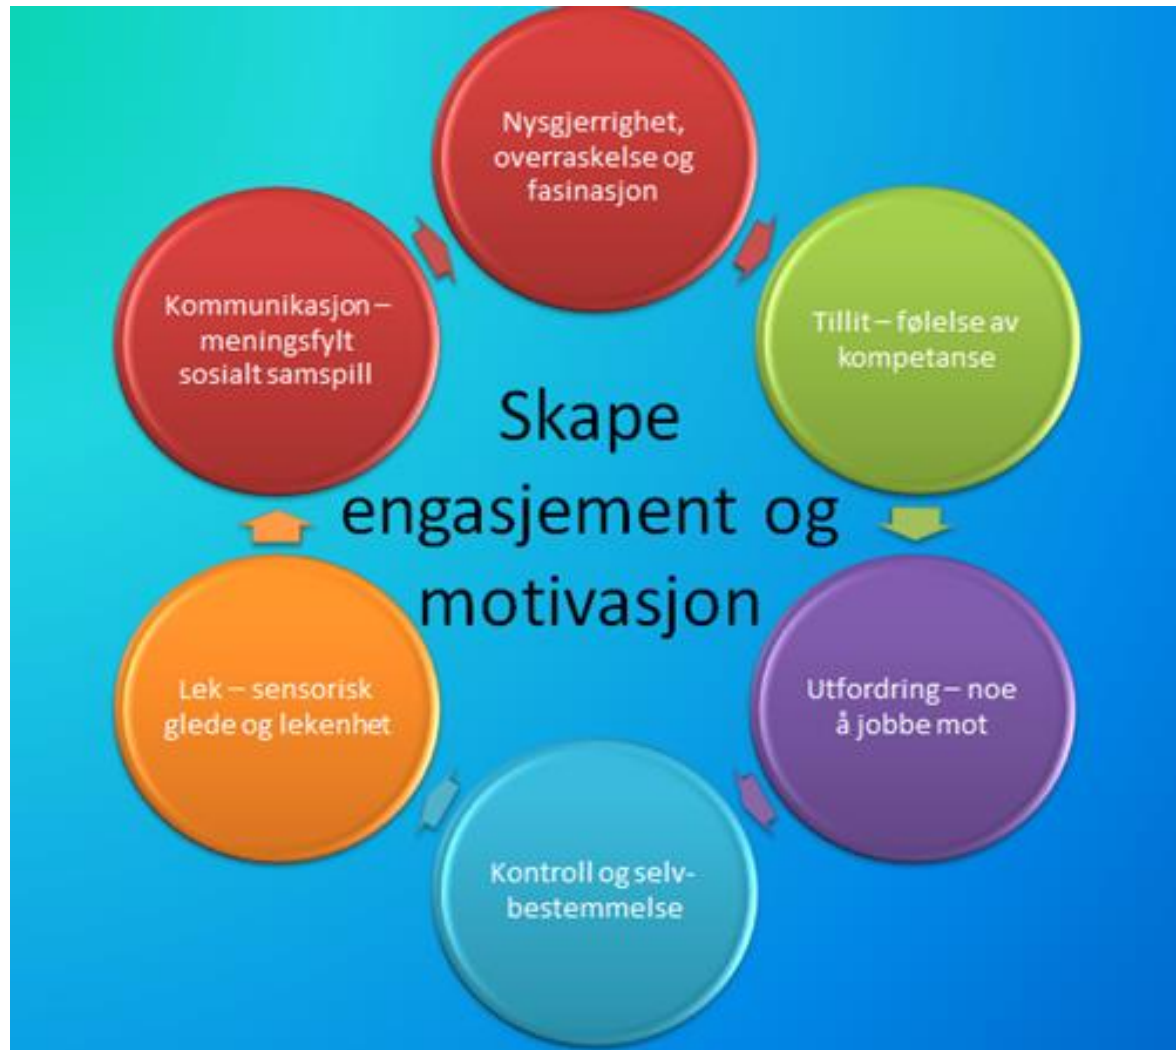 Nysgjerrighet,
overraskelse og
fasinasjon
Tillit – følelse av
kompetanse
Utfordring – noe
å jobbe mot
Kontroll og selv-
bestemmelse
Lek – sensorisk
glede og lekenhet
Kommunikasjon –
meningsfylt
sosialt samspill
Skape
engasjement og
motivasjon